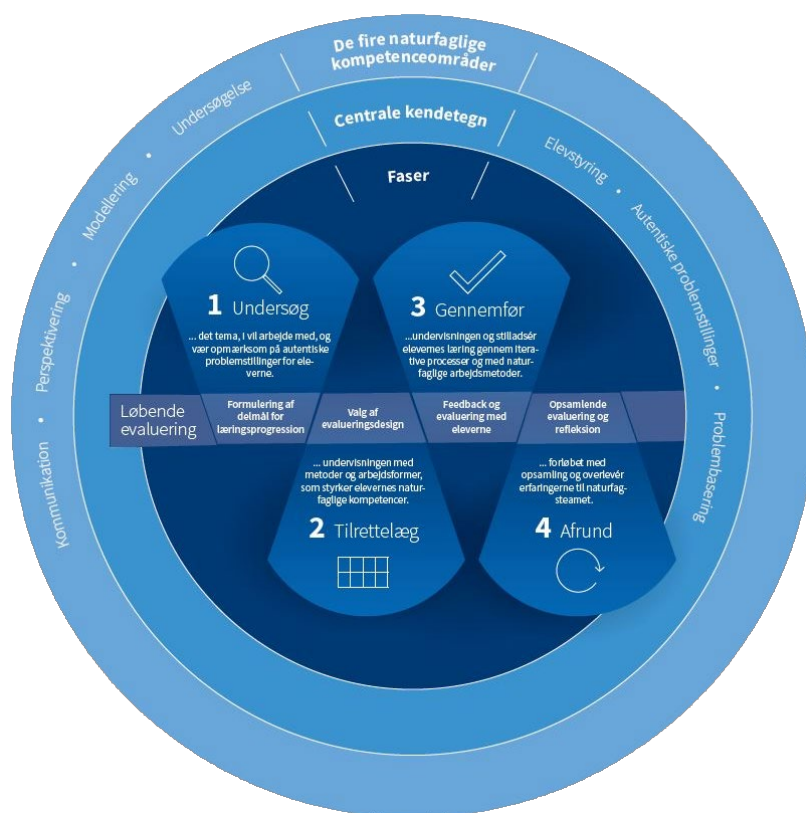 De fire naturfaglige
kompetenceområder
Kommunikation • Perspektivering • Modellering • Undersøgelse
Centrale kendetegn
Elevstyring • Autentiske problemstillinger • Problembasering
Faser
1 Undersøg
... det tema, i vil arbejde med, og
vær opmærksom på autentiske
problemstillinger for ele-
verne.
3 Gennemfør
...undervisningen og stilladsér
elevernes læring gennem itera-
tive processer og med natur-
faglige arbejdsmetoder.
Løbende
evaluering
Formulering af
delmål for
læringsprogression
Valg af
evalueringsdesign
Feedback og
evaluering med
eleverne
Opsamlende
evaluering og
refleksion
... undervisningen med
metoder og arbejdsformer,
som styrker elevernes natur-
faglige kompetencer.
2 Tilrettelæg
... forløbet med
opsamling og overlevér
erfaringerne til naturfag-
steamet.
4 Afrund